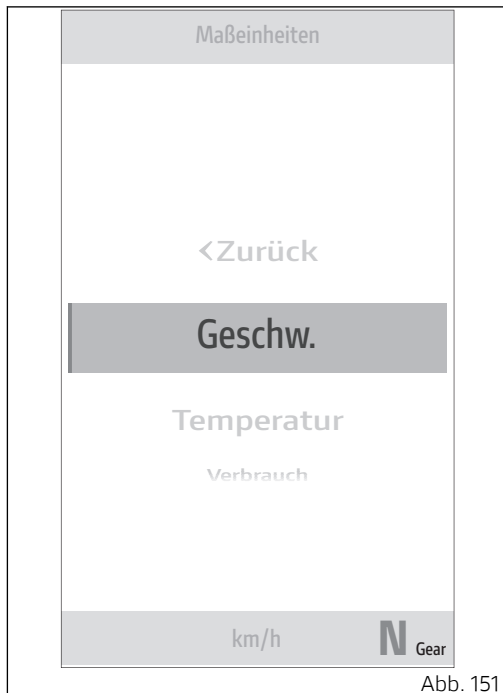 Maßeinheiten
<Zurück
Geschw.
Temperatur
Verbrauch
km/h N Gear
Abb. 151